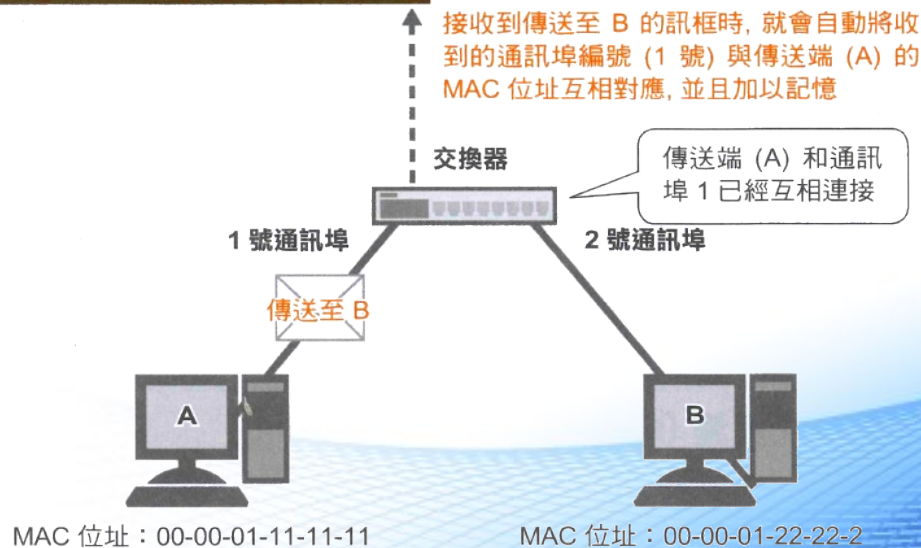 接收到傳送至 B 的訊框時, 就會自動將收
到的通訊埠編號 (1 號) 與傳送端 (A) 的
MAC 位址互相對應, 並且加以記憶
交換器
傳送端 (A) 和通訊
埠 1 已經互相連接
1 號通訊埠
2 號通訊埠
傳送至 B
A
B
MAC 位址：00-00-01-11-11-11
MAC 位址：00-00-01-22-22-2